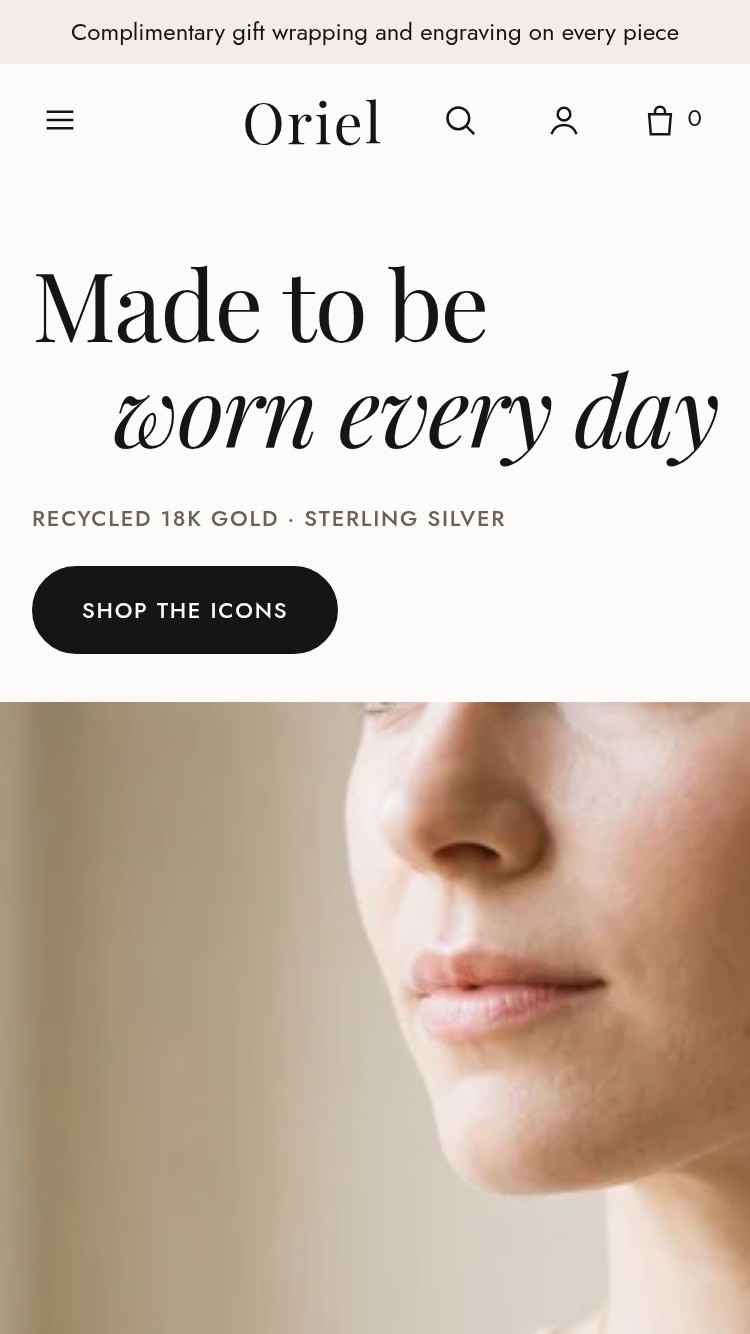 Complimentary gift wrapping and engraving on every piece
Oriel
0
Made to be
worn every day
RECYCLED 18K GOLD · STERLING SILVER
SHOP THE ICONS